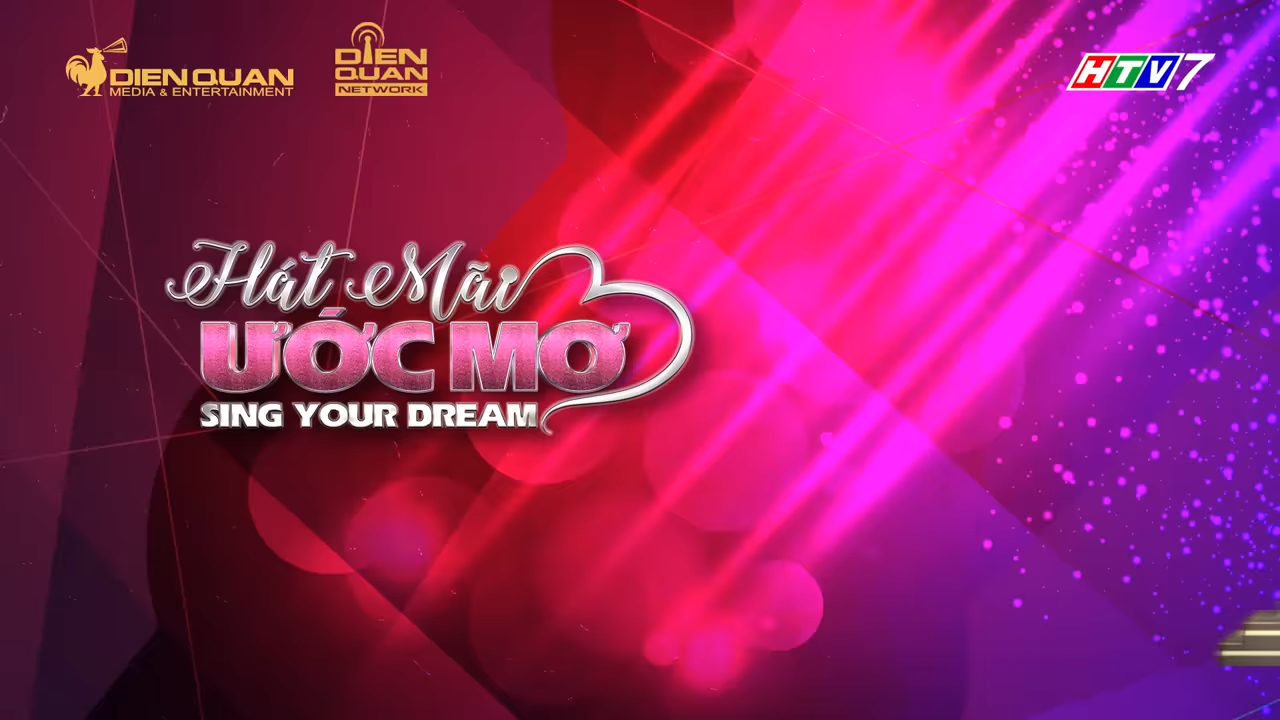 DIEN QUAN
MEDIA & ENTERTAINMENT
DIEN
QUAN
NETWORK
HTV7
Hát Mãi
ƯỚC MƠ
SING YOUR DREAM